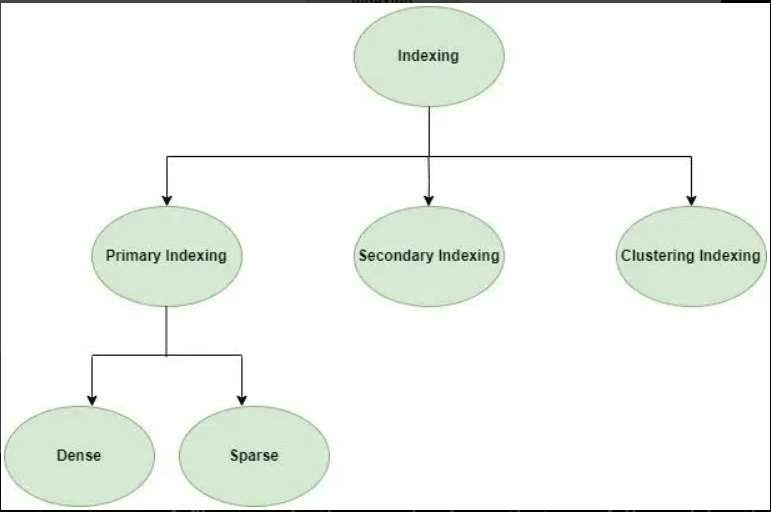 Indexing
Primary Indexing
Secondary Indexing
Clustering Indexing
Dense
Sparse